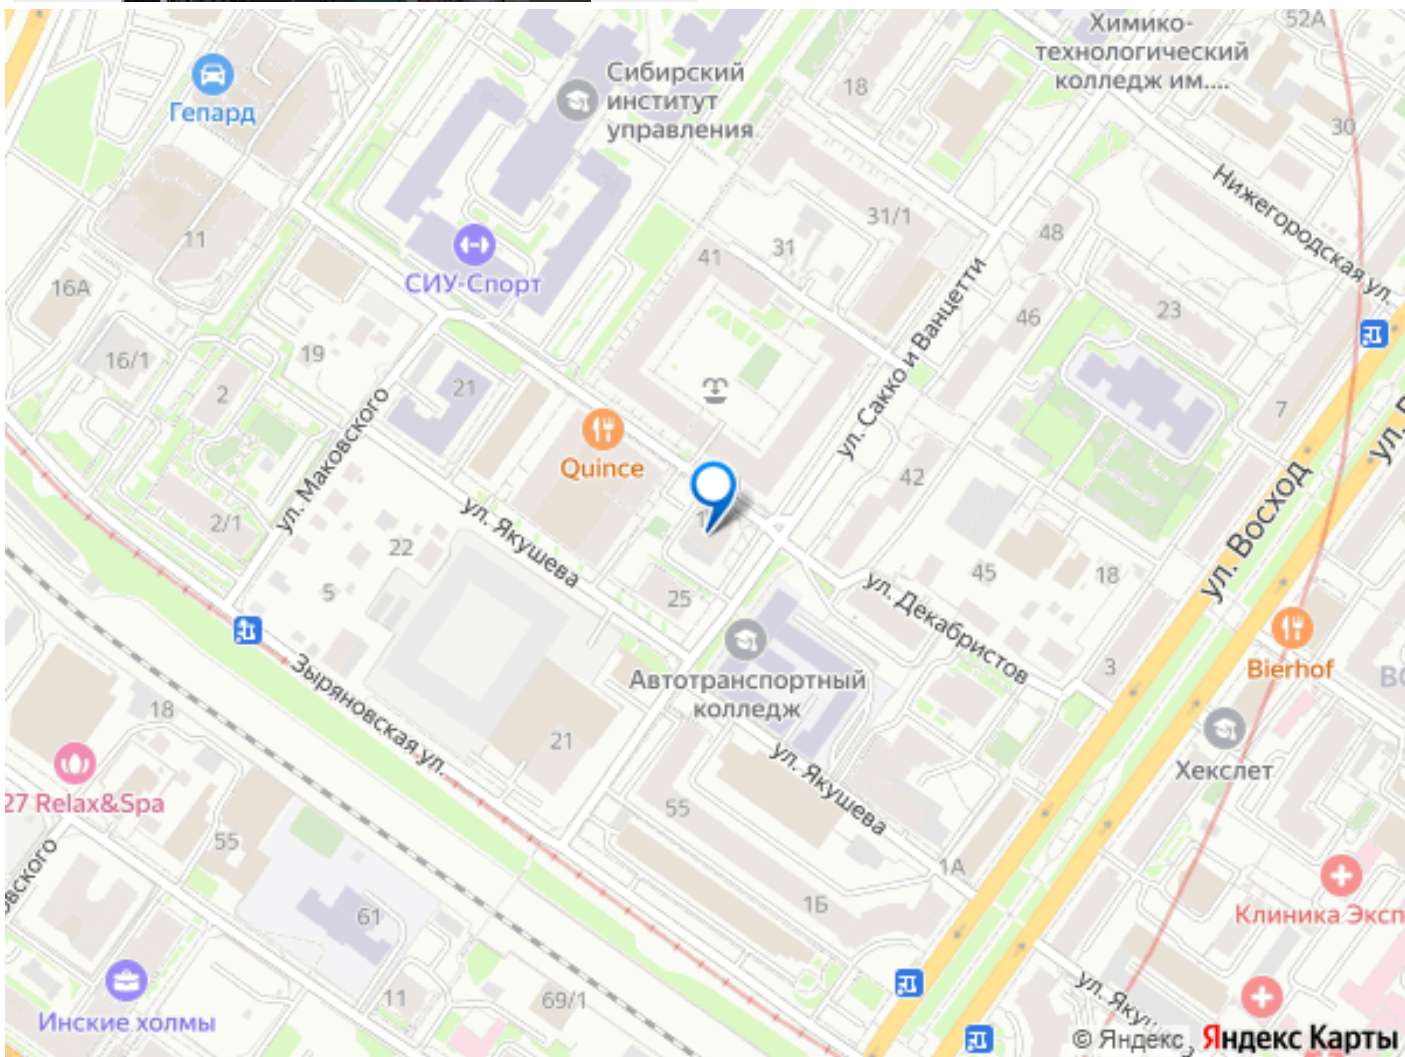 Химико-
технологический
колледж им....
52А
Сибирский
институт
управления
18
Гепард
30
Нижегородская ул.
31/1
48
11
31
41
СИУ-Спорт
16А
ул. Сакко и Ванцетти
46
23
19
16/1
2
21
7
ул. Маковского
Quince
42
ул. Восход
2/1
ул. Якушева
22
45
18
5
25
ул. Декабристов
Bierhof
Зыряновская ул.
Автотранспортный
колледж
3
18
21
Хекслет
27 Relax&Spa
ул. Якушева
55
55
1А
1Б
61
Клиника Эксп
Инские холмы
11
69/1
ул. Яку
© Яндекс
Яндекс Карты